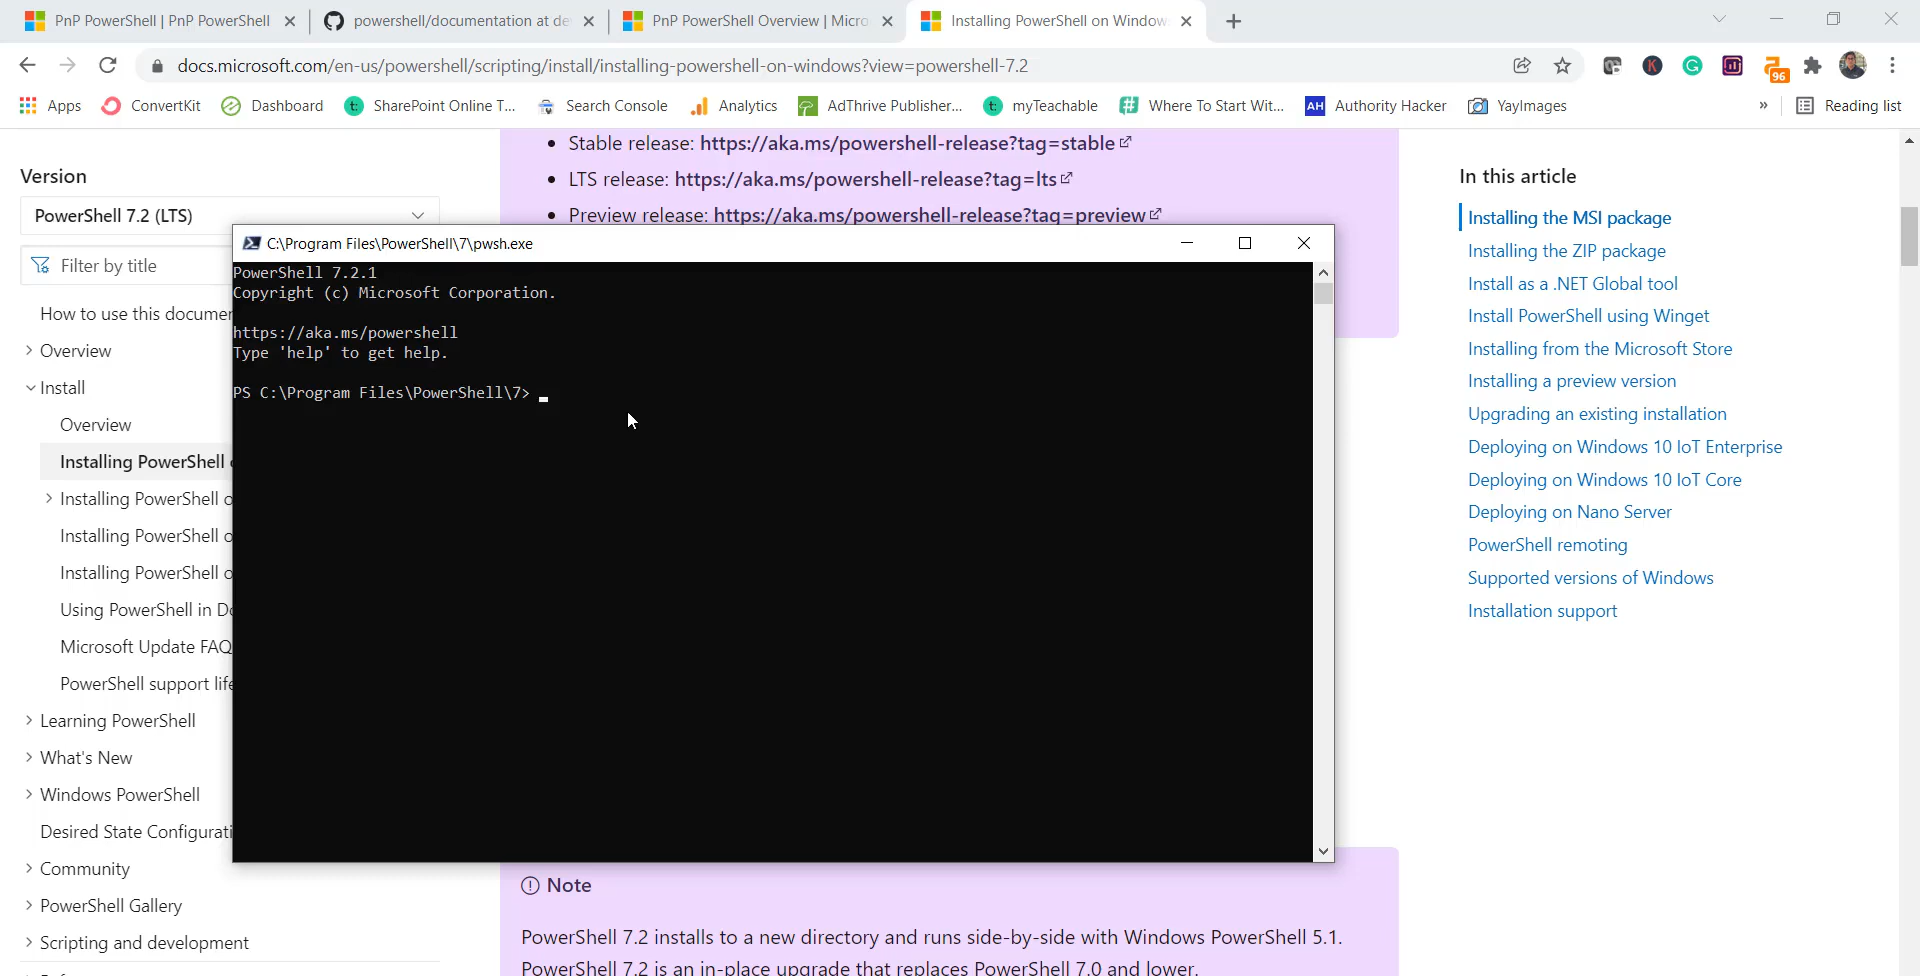 PnP PowerShell | PnP PowerShell
powershell/documentation at de
PnP PowerShell Overview | Micro
Installing PowerShell on Window
docs.microsoft.com/en-us/powershell/scripting/install/installing-powershell-on-windows?view=powershell-7.2
96
Apps
ConvertKit
Dashboard
SharePoint Online T...
Search Console
Analytics
AdThrive Publisher...
myTeachable
Where To Start Wit...
AH Authority Hacker
YayImages
»
Reading list
Version
PowerShell 7.2 (LTS)
Filter by title
How to use this documen
Overview
Install
Overview
Installing PowerShell o
Installing PowerShell o
Installing PowerShell o
Installing PowerShell o
Using PowerShell in Do
Microsoft Update FAQ
PowerShell support life
Learning PowerShell
What's New
Windows PowerShell
Desired State Configurati
Community
PowerShell Gallery
Scripting and development
• Stable release: https://aka.ms/powershell-release?tag=stable
• LTS release: https://aka.ms/powershell-release?tag=lts
• Preview release: https://aka.ms/powershell-release?tag=preview
C:\Program Files\PowerShell\7\pwsh.exe
PowerShell 7.2.1
Copyright (c) Microsoft Corporation.
https://aka.ms/powershell
Type 'help' to get help.
PS C:\Program Files\PowerShell\7>
Note
PowerShell 7.2 installs to a new directory and runs side-by-side with Windows PowerShell 5.1.
PowerShell 7.2 is an in-place upgrade that replaces PowerShell 7.0 and lower.
In this article
Installing the MSI package
Installing the ZIP package
Install as a .NET Global tool
Install PowerShell using Winget
Installing from the Microsoft Store
Installing a preview version
Upgrading an existing installation
Deploying on Windows 10 IoT Enterprise
Deploying on Windows 10 IoT Core
Deploying on Nano Server
PowerShell remoting
Supported versions of Windows
Installation support